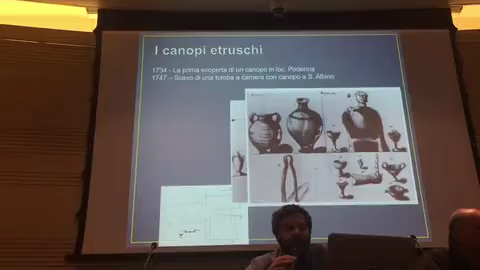 I canopi etruschi
1734 - La prima scoperta di un canopo in loc. Poderina
1747 – Scavo di una tomba a camera con canopo a S. Albino